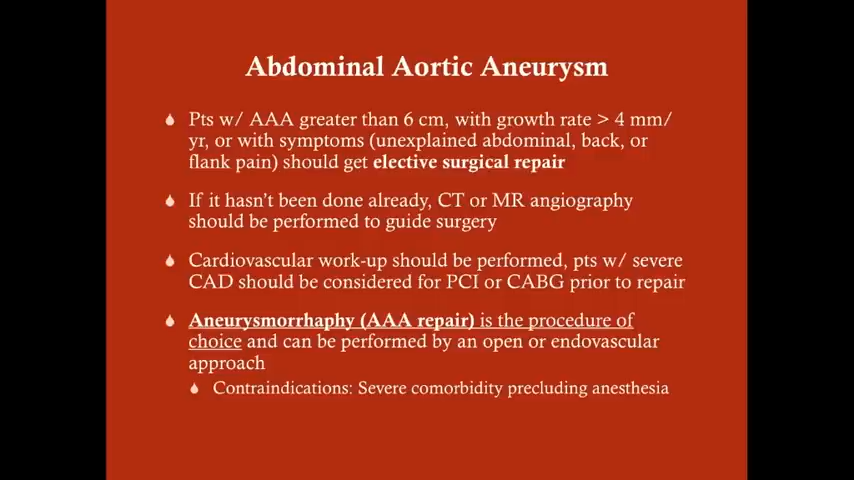 Abdominal Aortic Aneurysm
Pts w/ AAA greater than 6 cm, with growth rate > 4 mm/
yr, or with symptoms (unexplained abdominal, back, or
flank pain) should get elective surgical repair
If it hasn't been done already, CT or MR angiography
should be performed to guide surgery
Cardiovascular work-up should be performed, pts w/ severe
CAD should be considered for PCI or CABG prior to repair
Aneurysmorrhaphy (AAA repair) is the procedure of
choice and can be performed by an open or endovascular
approach
Contraindications: Severe comorbidity precluding anesthesia